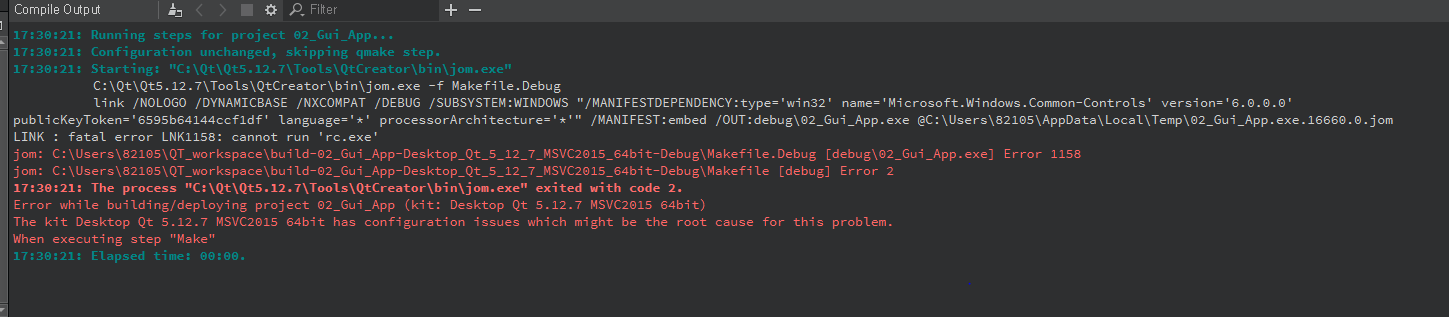 Compile Output
Filter
17:30:21: Running steps for project 02_Gui_App...
17:30:21: Configuration unchanged, skipping qmake step.
17:30:21: Starting: "C:\Qt\Qt5.12.7\Tools\QtCreator\bin\jom.exe"
C:\Qt\Qt5.12.7\Tools\QtCreator\bin\jom.exe -f Makefile.Debug
link /NOLOGO /DYNAMICBASE /NXCOMPAT /DEBUG /SUBSYSTEM:WINDOWS "/MANIFESTDEPENDENCY:type='win32' name='Microsoft.Windows.Common-Controls' version='6.0.0.0'
publicKeyToken='6595b64144ccf1df' language='*' processorArchitecture='*'" /MANIFEST:embed /OUT:debug\02_Gui_App.exe @C:\Users\82105\AppData\Local\Temp\02_Gui_App.exe.16660.0.jom
LINK : fatal error LNK1158: cannot run 'rc.exe'
jom: C:\Users\82105\QT_workspace\build-02_Gui_App-Desktop_Qt_5_12_7_MSVC2015_64bit-Debug\Makefile.Debug [debug\02_Gui_App.exe] Error 1158
jom: C:\Users\82105\QT_workspace\build-02_Gui_App-Desktop_Qt_5_12_7_MSVC2015_64bit-Debug\Makefile [debug] Error 2
17:30:21: The process "C:\Qt\Qt5.12.7\Tools\QtCreator\bin\jom.exe" exited with code 2.
Error while building/deploying project 02_Gui_App (kit: Desktop Qt 5.12.7 MSVC2015 64bit)
The kit Desktop Qt 5.12.7 MSVC2015 64bit has configuration issues which might be the root cause for this problem.
When executing step "Make"
17:30:21: Elapsed time: 00:00.